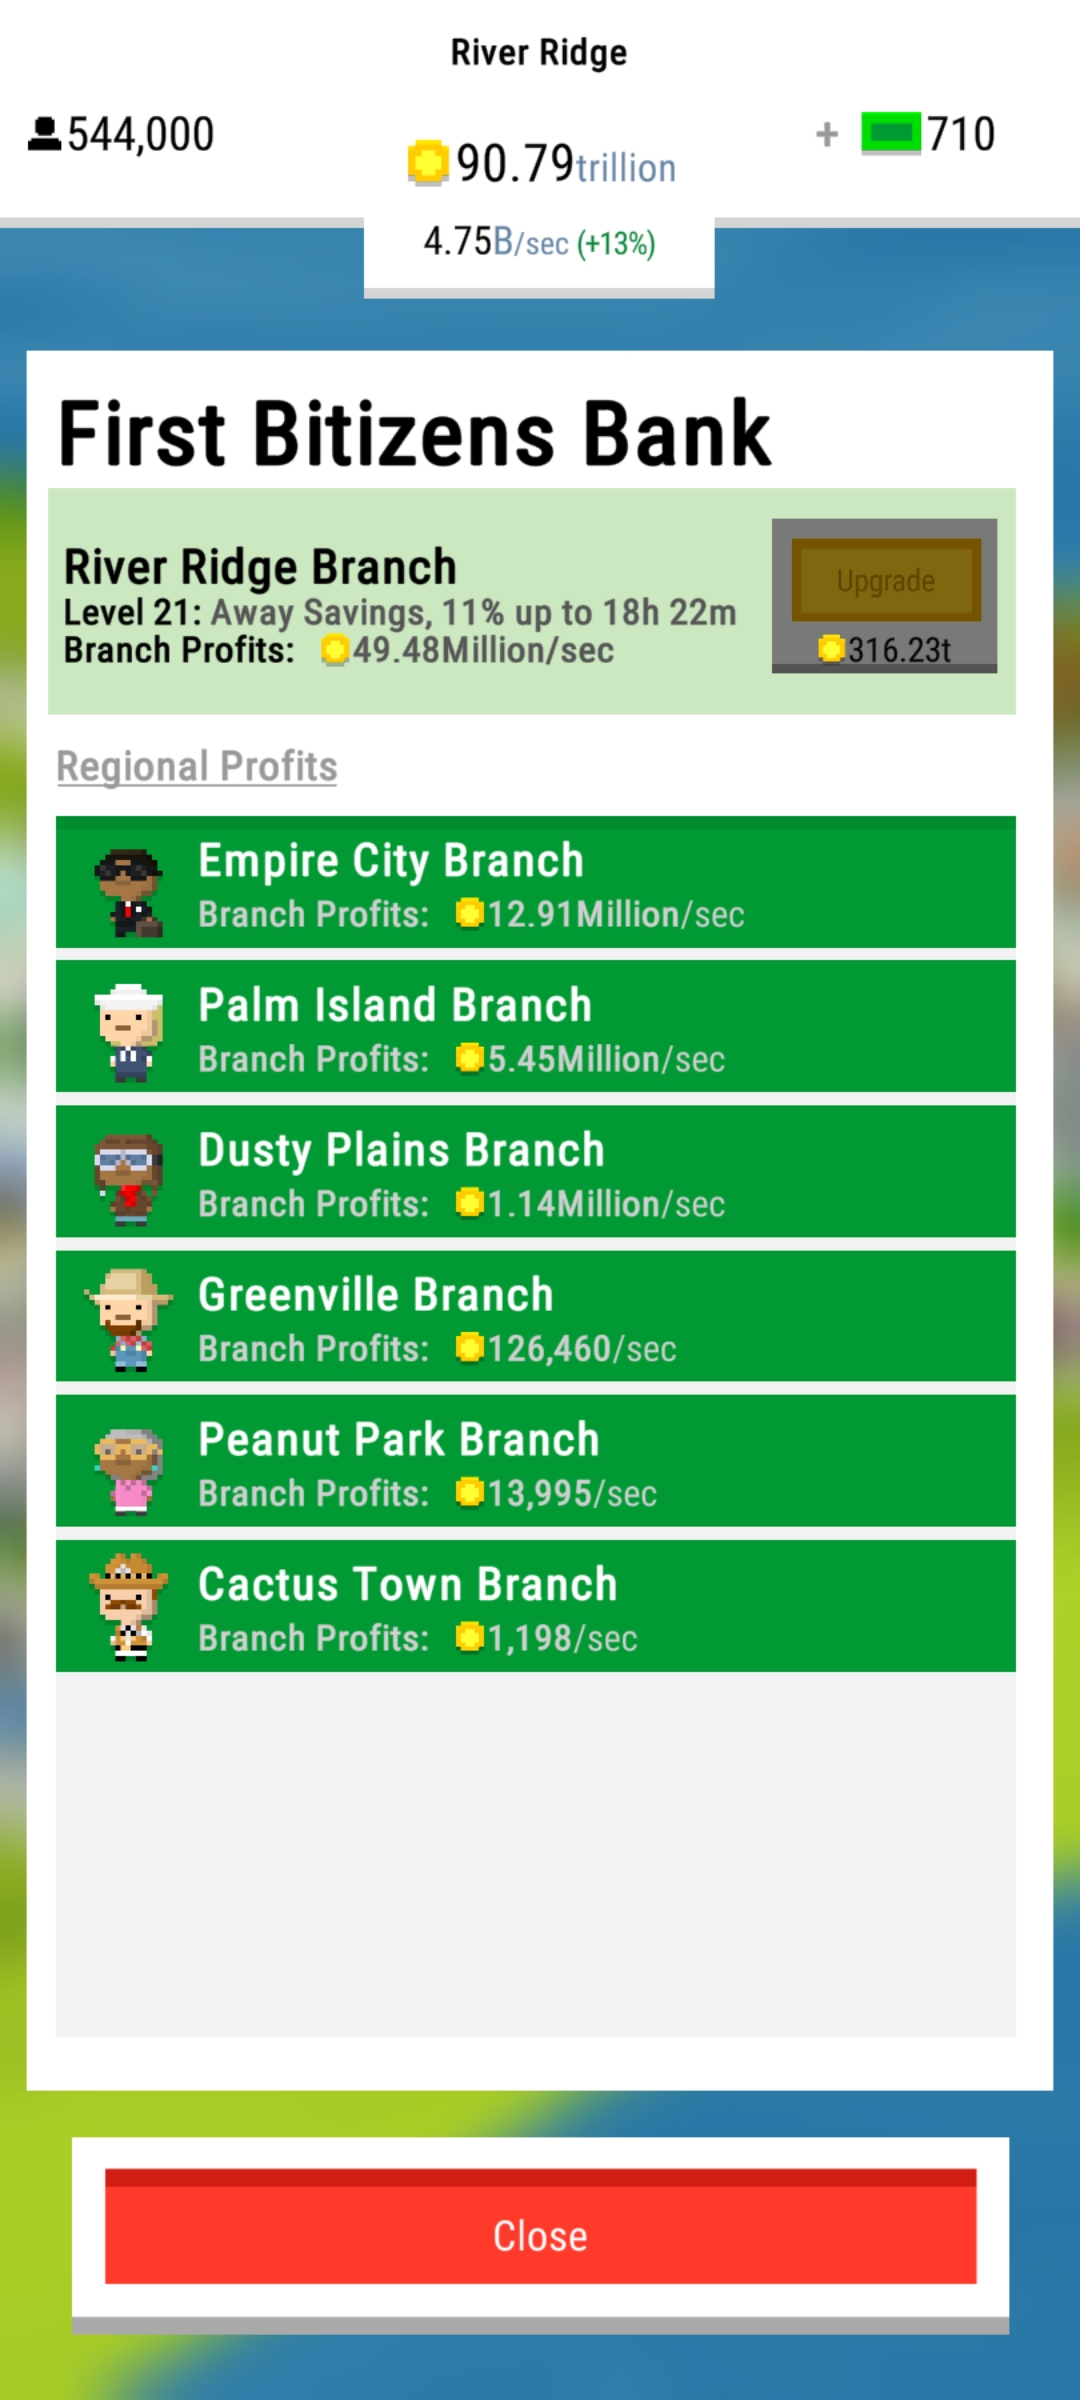 River Ridge
544,000
90.79trillion
+ 710
4.75B/sec (+13%)
First Bitizens Bank
River Ridge Branch
Level 21: Away Savings, 11% up to 18h 22m
Branch Profits: 49.48Million/sec
Upgrade
316.23t
Regional Profits
Empire City Branch
Branch Profits: 12.91Million/sec
Palm Island Branch
Branch Profits: 5.45Million/sec
Dusty Plains Branch
Branch Profits: 1.14Million/sec
Greenville Branch
Branch Profits: 126,460/sec
Peanut Park Branch
Branch Profits: 13,995/sec
Cactus Town Branch
Branch Profits: 1,198/sec
Close